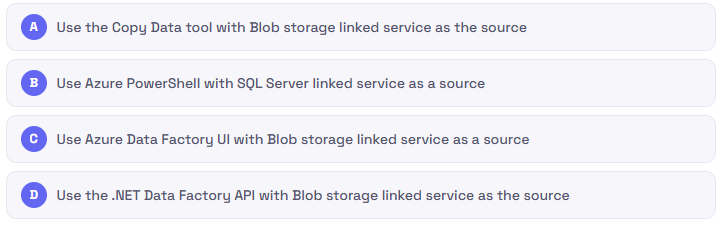 A Use the Copy Data tool with Blob storage linked service as the source
B Use Azure PowerShell with SQL Server linked service as a source
C Use Azure Data Factory UI with Blob storage linked service as a source
D Use the .NET Data Factory API with Blob storage linked service as the source